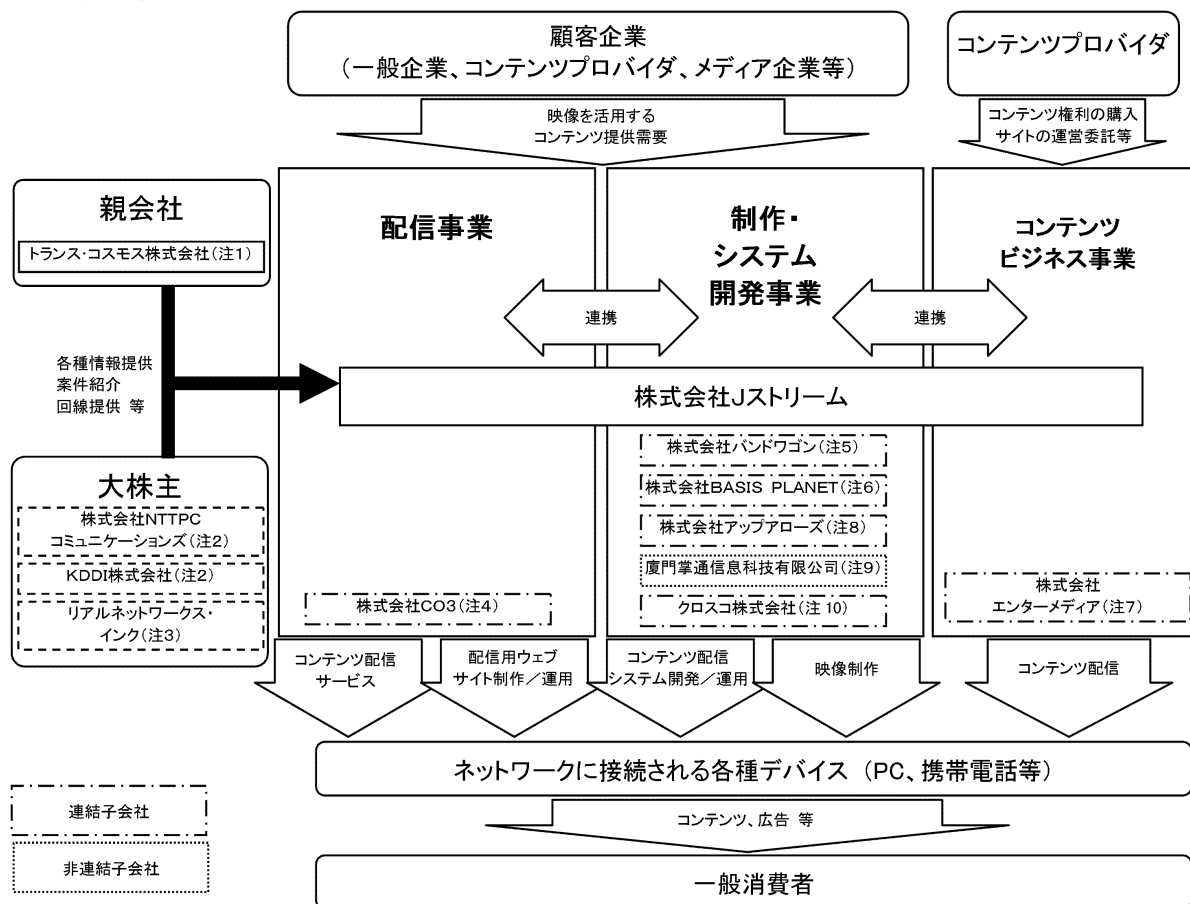 顧客企業
（一般企業、コンテンツプロバイダ、メディア企業等）
コンテンツプロバイダ
映像を活用する
コンテンツ提供需要
コンテンツ権利の購入
サイトの運営委託等
親会社
トランス・コスモス株式会社（注1）
配信事業
制作・
システム
開発事業
コンテンツ
ビジネス事業
連携
連携
各種情報提供
案件紹介
回線提供 等
株式会社Jストリーム
大株主
株式会社NTTPC
コミュニケーションズ（注2）
KDDI株式会社（注2）
リアルネットワークス・
インク（注3）
株式会社CO3（注4）
株式会社バンドワゴン（注5）
株式会社BASIS PLANET（注6）
株式会社アップアローズ（注8）
廈門掌通信息科技有限公司（注9）
クロスコ株式会社（注 10）
株式会社
エンターメディア（注7）
コンテンツ配信
サービス
配信用ウェブ
サイト制作／運用
コンテンツ配信
システム開発／運用
映像制作
コンテンツ配信
ネットワークに接続される各種デバイス （PC、携帯電話等）
コンテンツ、広告 等
一般消費者
連結子会社
非連結子会社